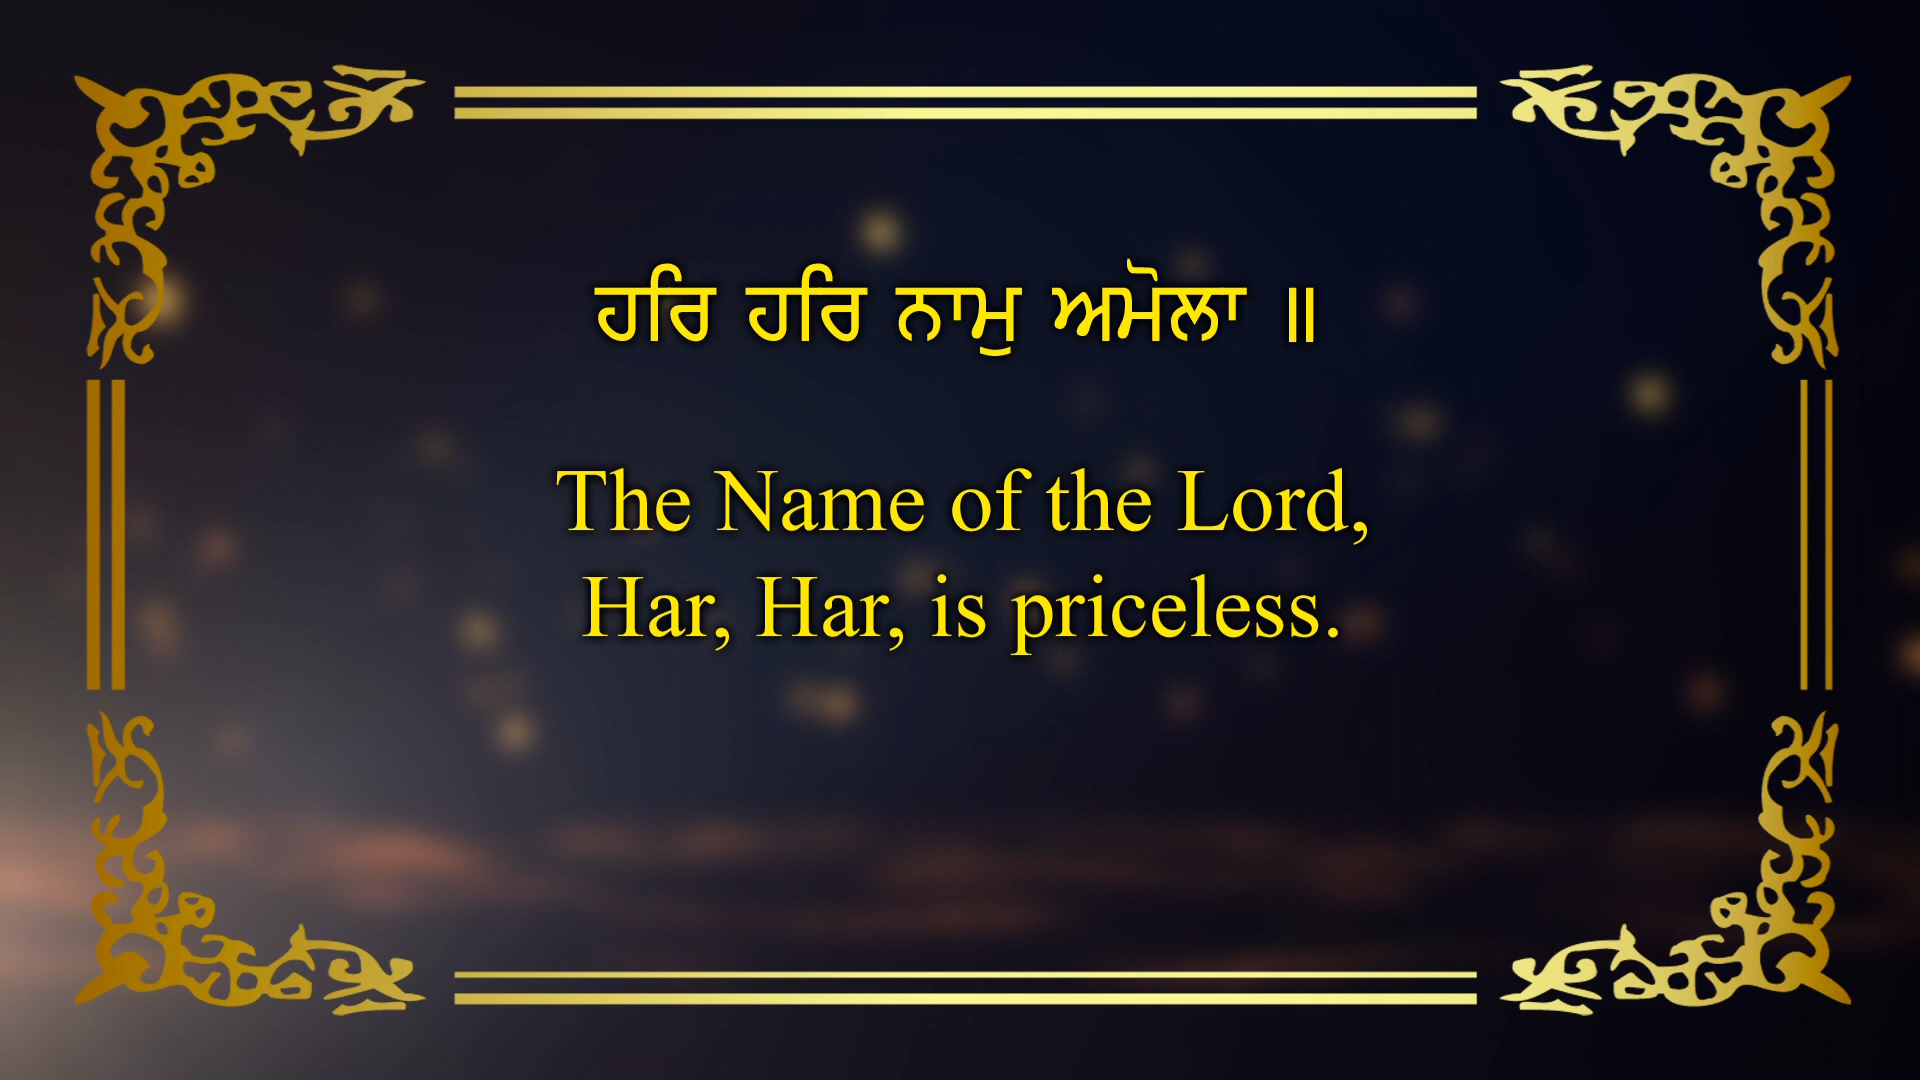 ਹਰਿ ਹਰਿ ਨਾਮੁ ਅਮੋਲਾ ॥
The Name of the Lord,
Har, Har, is priceless.